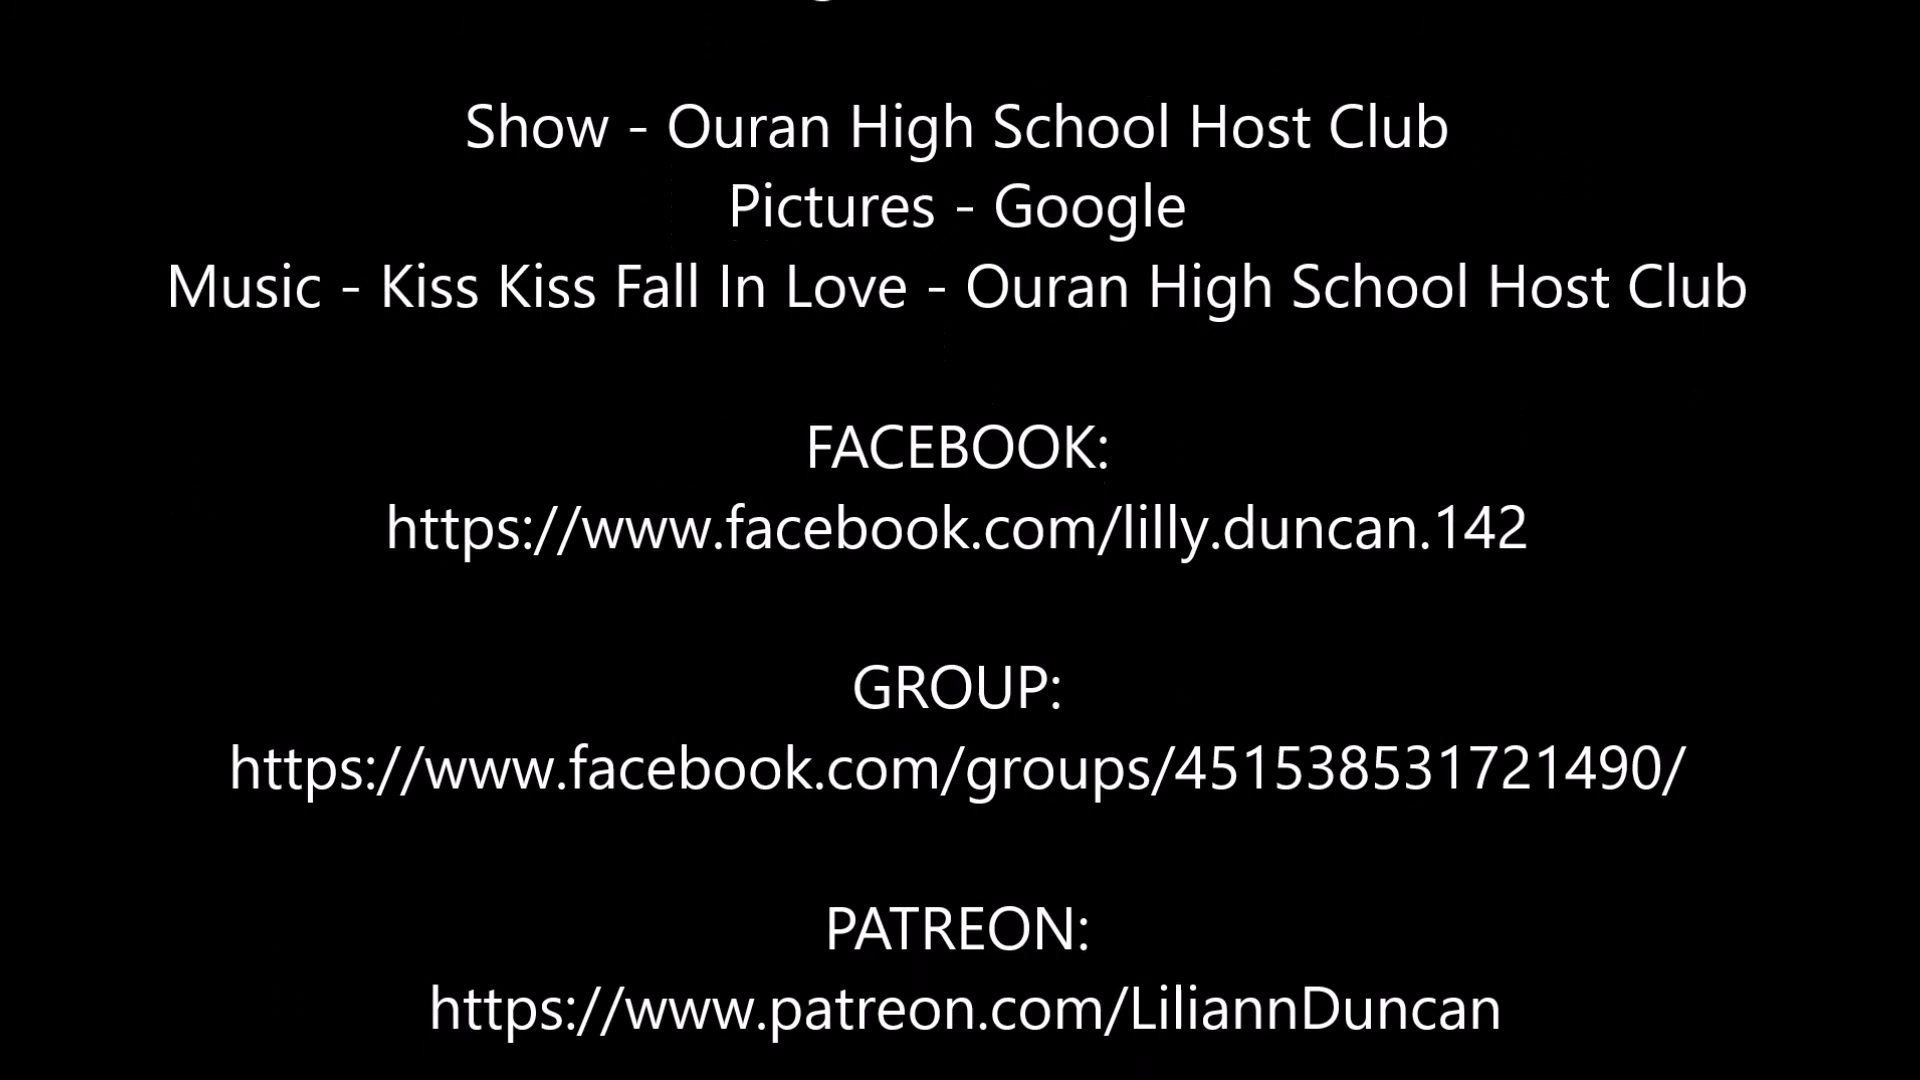 Show - Ouran High School Host Club
Pictures - Google
Music - Kiss Kiss Fall In Love - Ouran High School Host Club
FACEBOOK:
https://www.facebook.com/lilly.duncan.142
GROUP:
https://www.facebook.com/groups/451538531721490/
PATREON:
https://www.patreon.com/LiliannDuncan